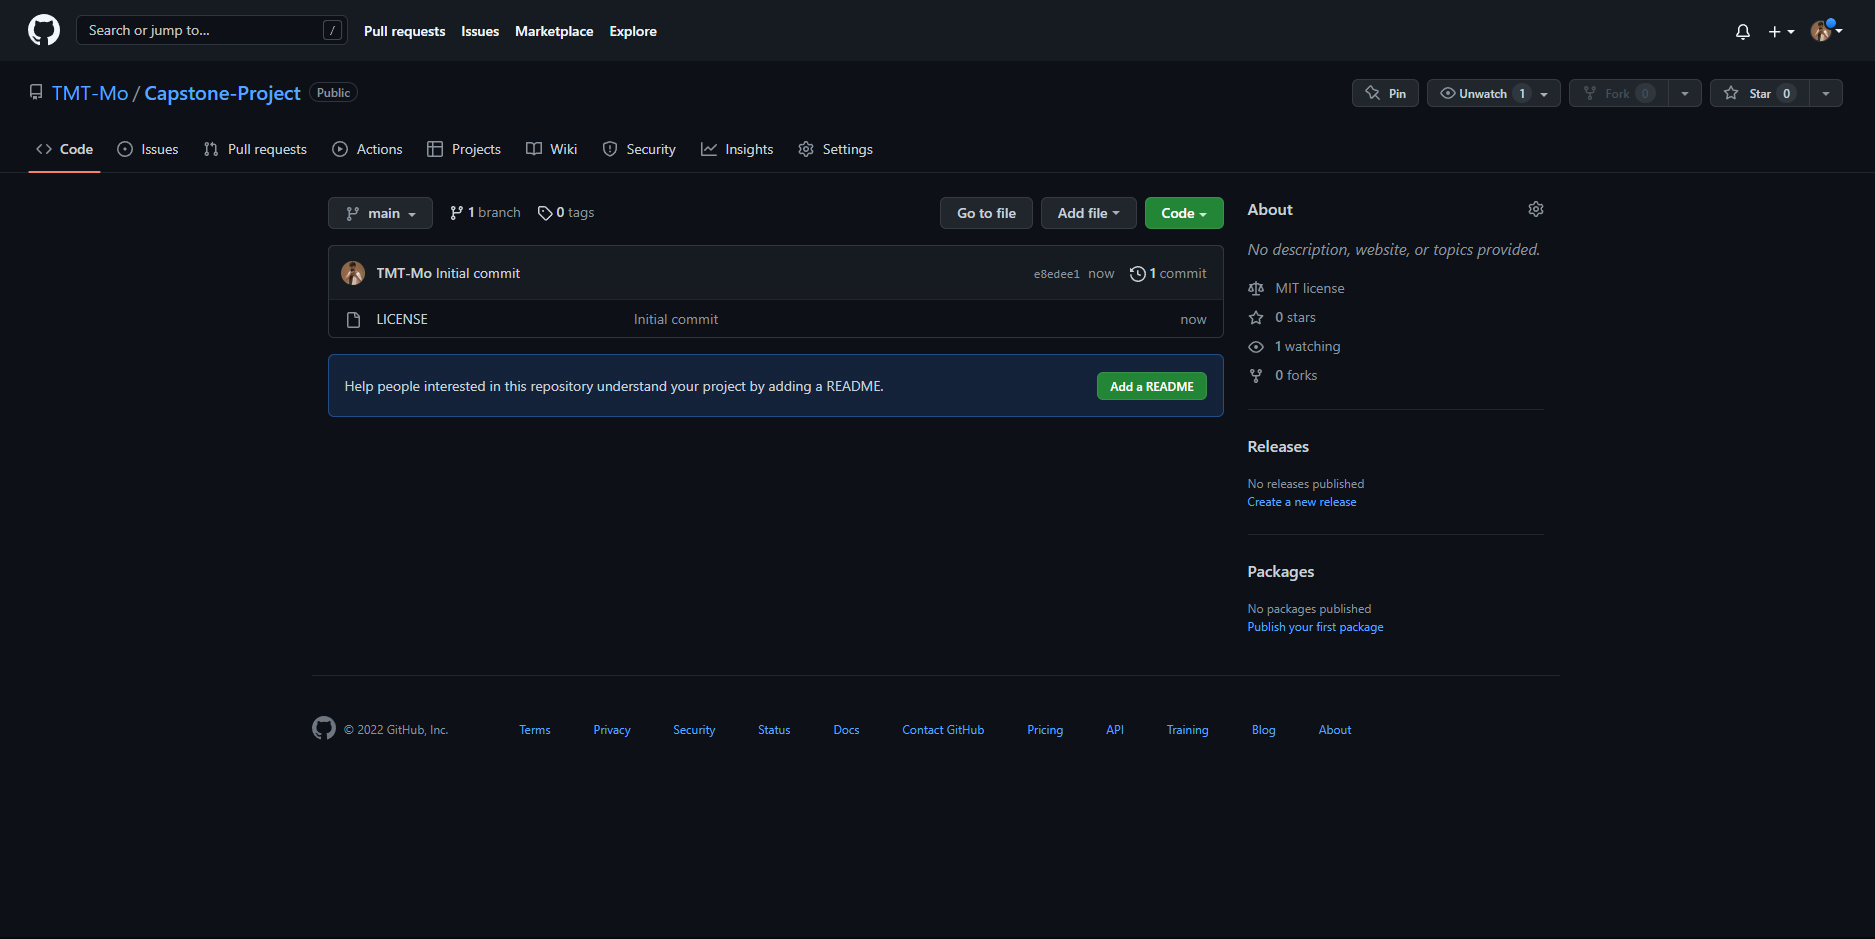 Search or jump to... /
Pull requests Issues Marketplace Explore
TMT-Mo / Capstone-Project Public
Pin Unwatch 1 Fork 0 Star 0
Code Issues Pull requests Actions Projects Wiki Security Insights Settings
main 1 branch 0 tags
Go to file Add file Code
TMT-Mo Initial commit e8edee1 now 1 commit
LICENSE Initial commit now
Help people interested in this repository understand your project by adding a README. Add a README
About
No description, website, or topics provided.
MIT license
0 stars
1 watching
0 forks
Releases
No releases published
Create a new release
Packages
No packages published
Publish your first package
© 2022 GitHub, Inc. Terms Privacy Security Status Docs Contact GitHub Pricing API Training Blog About